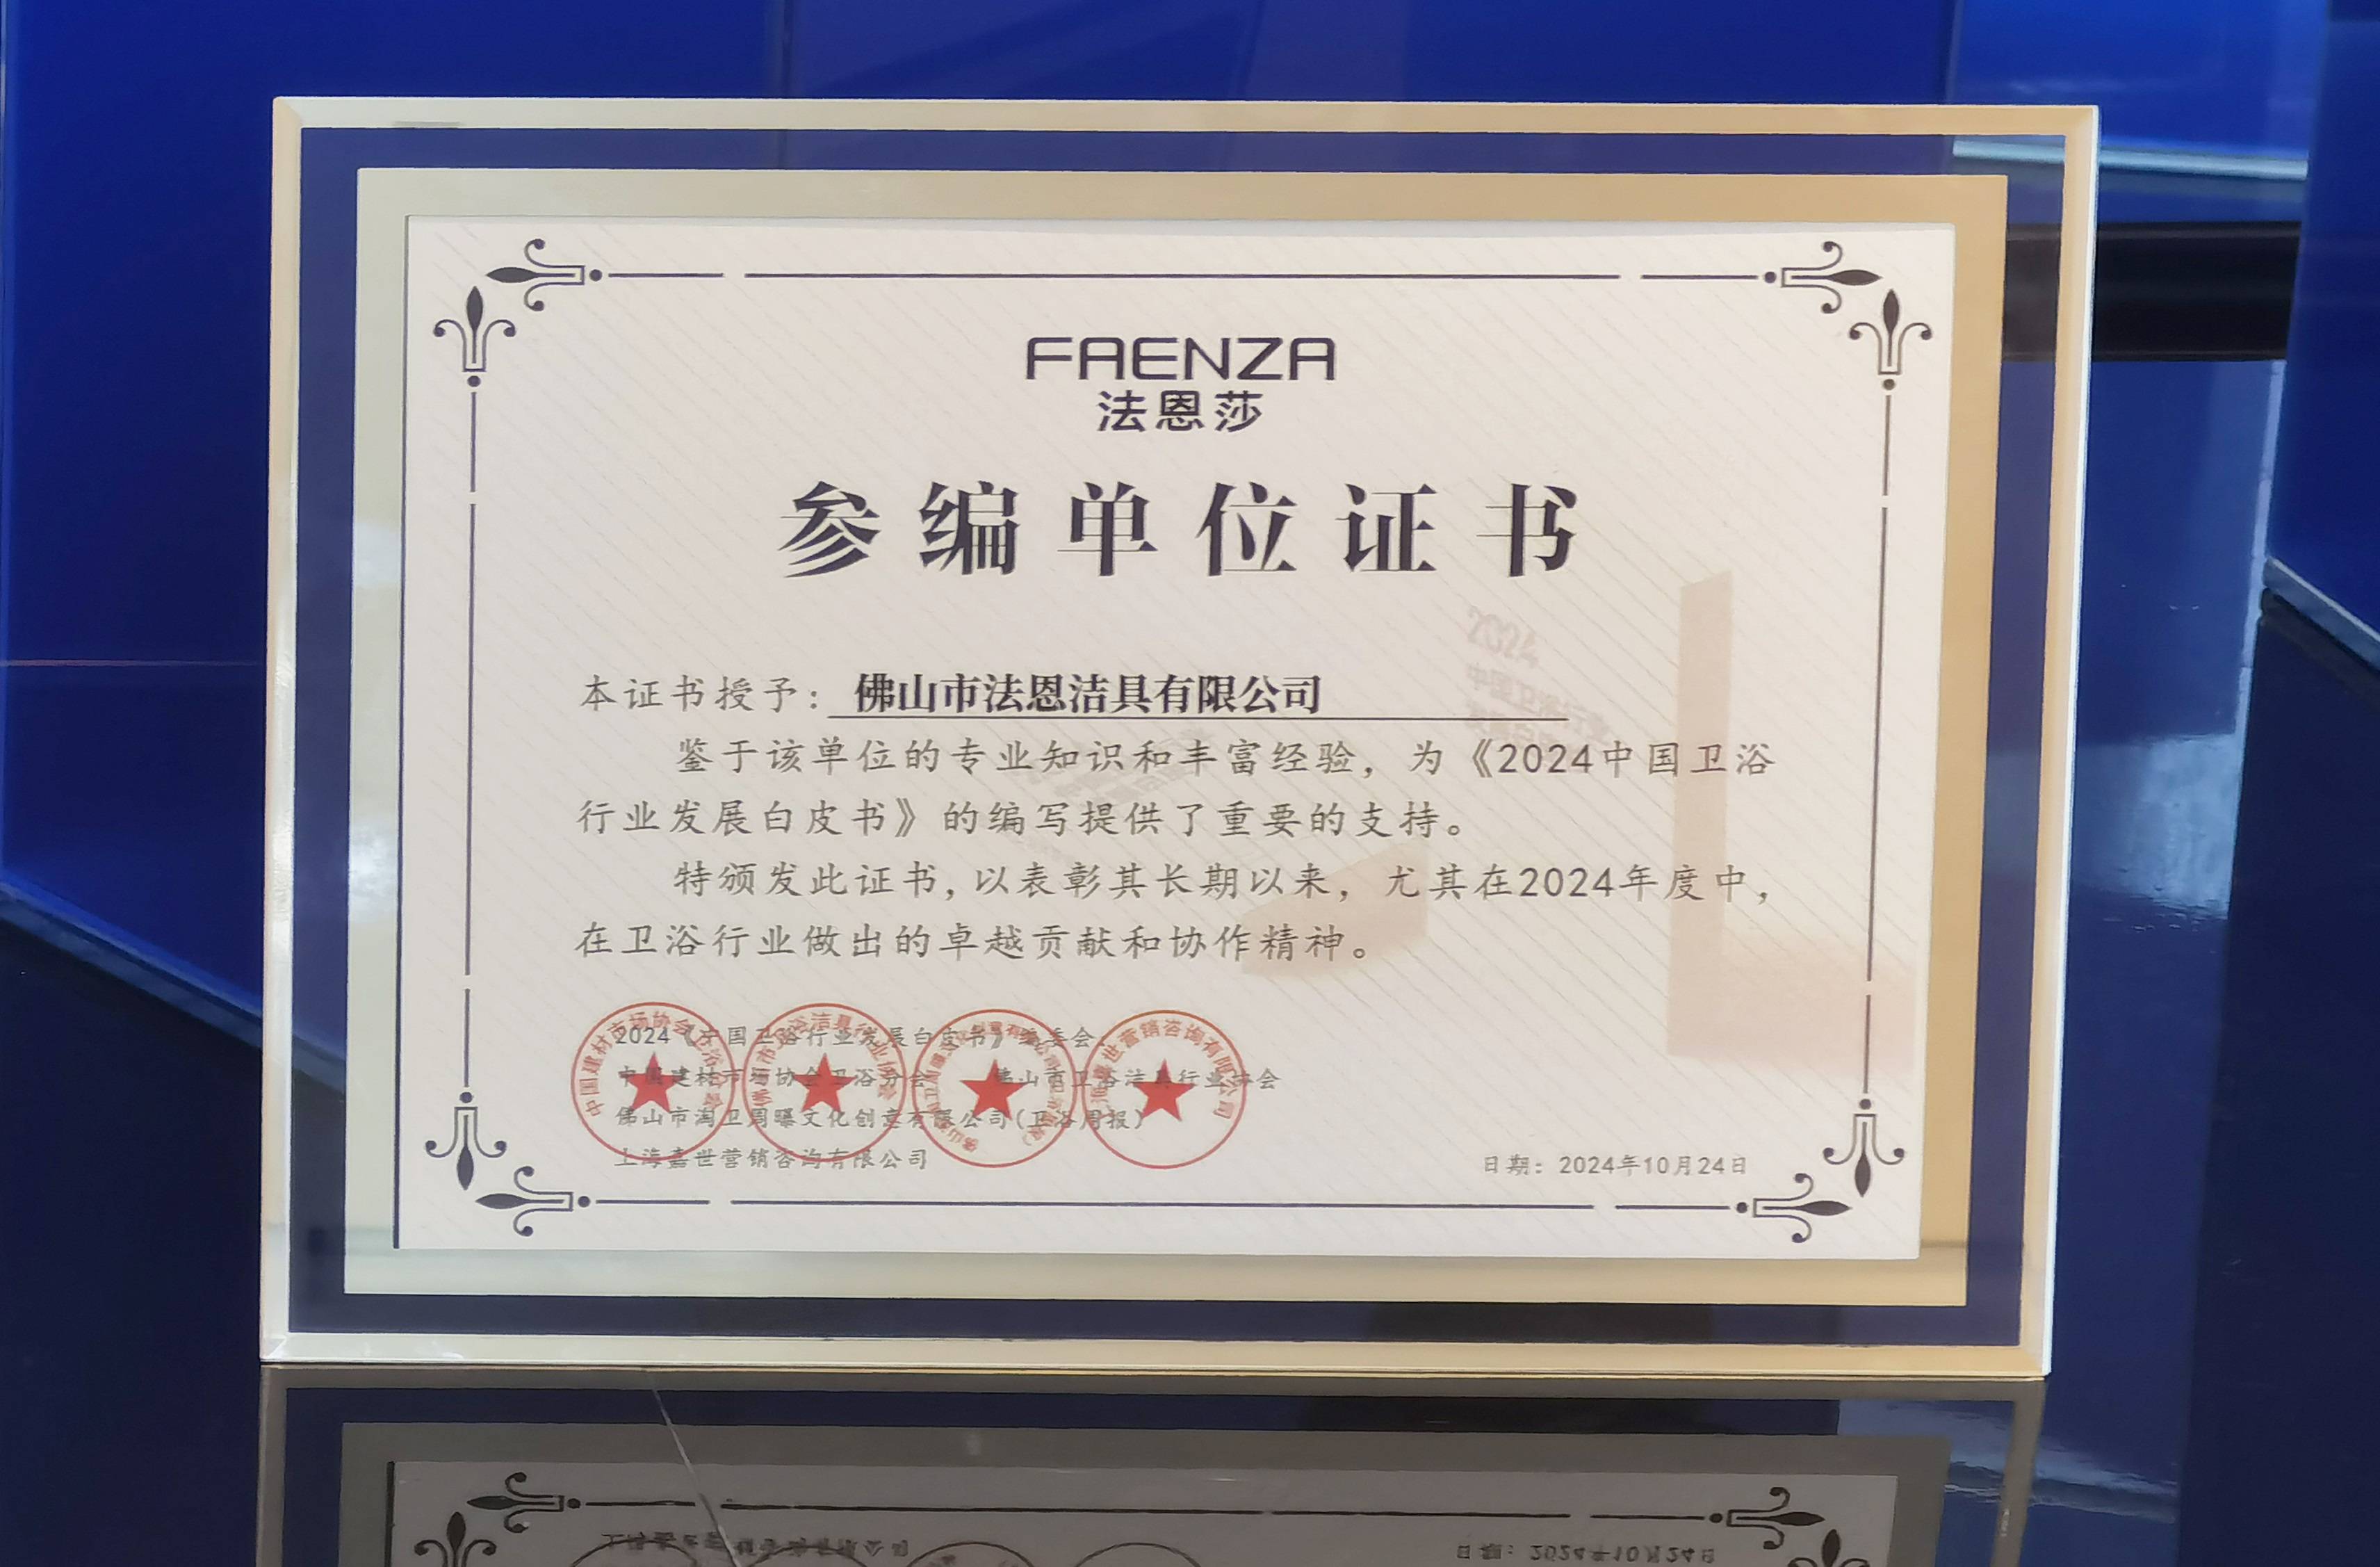 FAENZA
法恩莎
参编单位证书
本证书授予：佛山市法恩洁具有限公司
鉴于该单位的专业知识和丰富经验，为《2024中国卫浴
行业发展白皮书》的编写提供了重要的支持。
特颁发此证书，以表彰其长期以来，尤其在2024年度中，
在卫浴行业做出的卓越贡献和协作精神。
2024《中国卫浴行业发展白皮书》编委会：
中国建材市场协会卫浴分会 佛山市卫浴洁具行业协会
佛山市淘卫周曝文化创意有限公司(卫浴周报)
上海嘉世营销咨询有限公司
日期：2024年10月24日